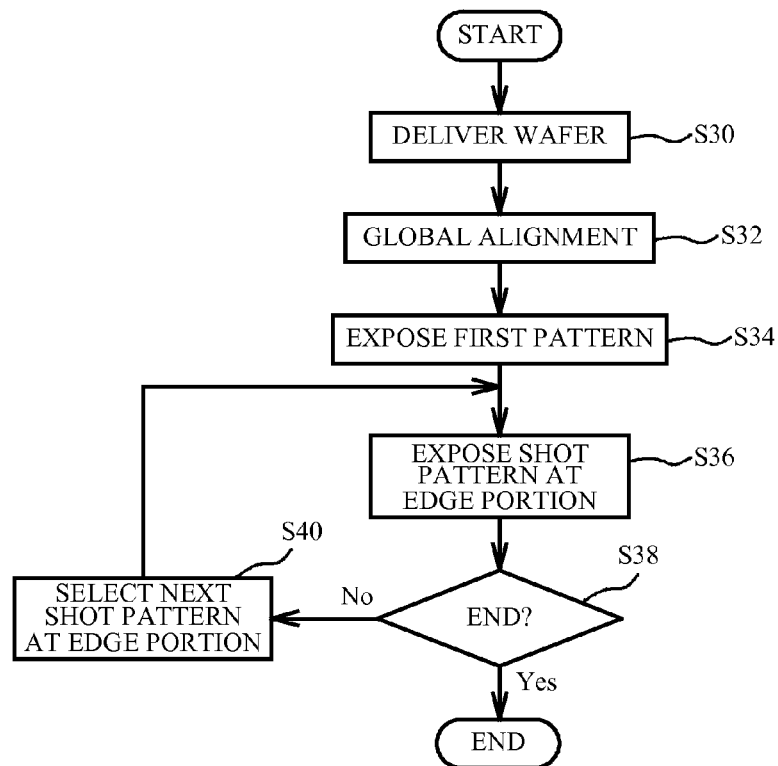 START
DELIVER WAFER
S30
GLOBAL ALIGNMENT
S32
EXPOSE FIRST PATTERN
S34
EXPOSE SHOT
PATTERN AT
EDGE PORTION
S36
S40
SELECT NEXT
SHOT PATTERN
AT EDGE PORTION
No
END?
S38
Yes
END